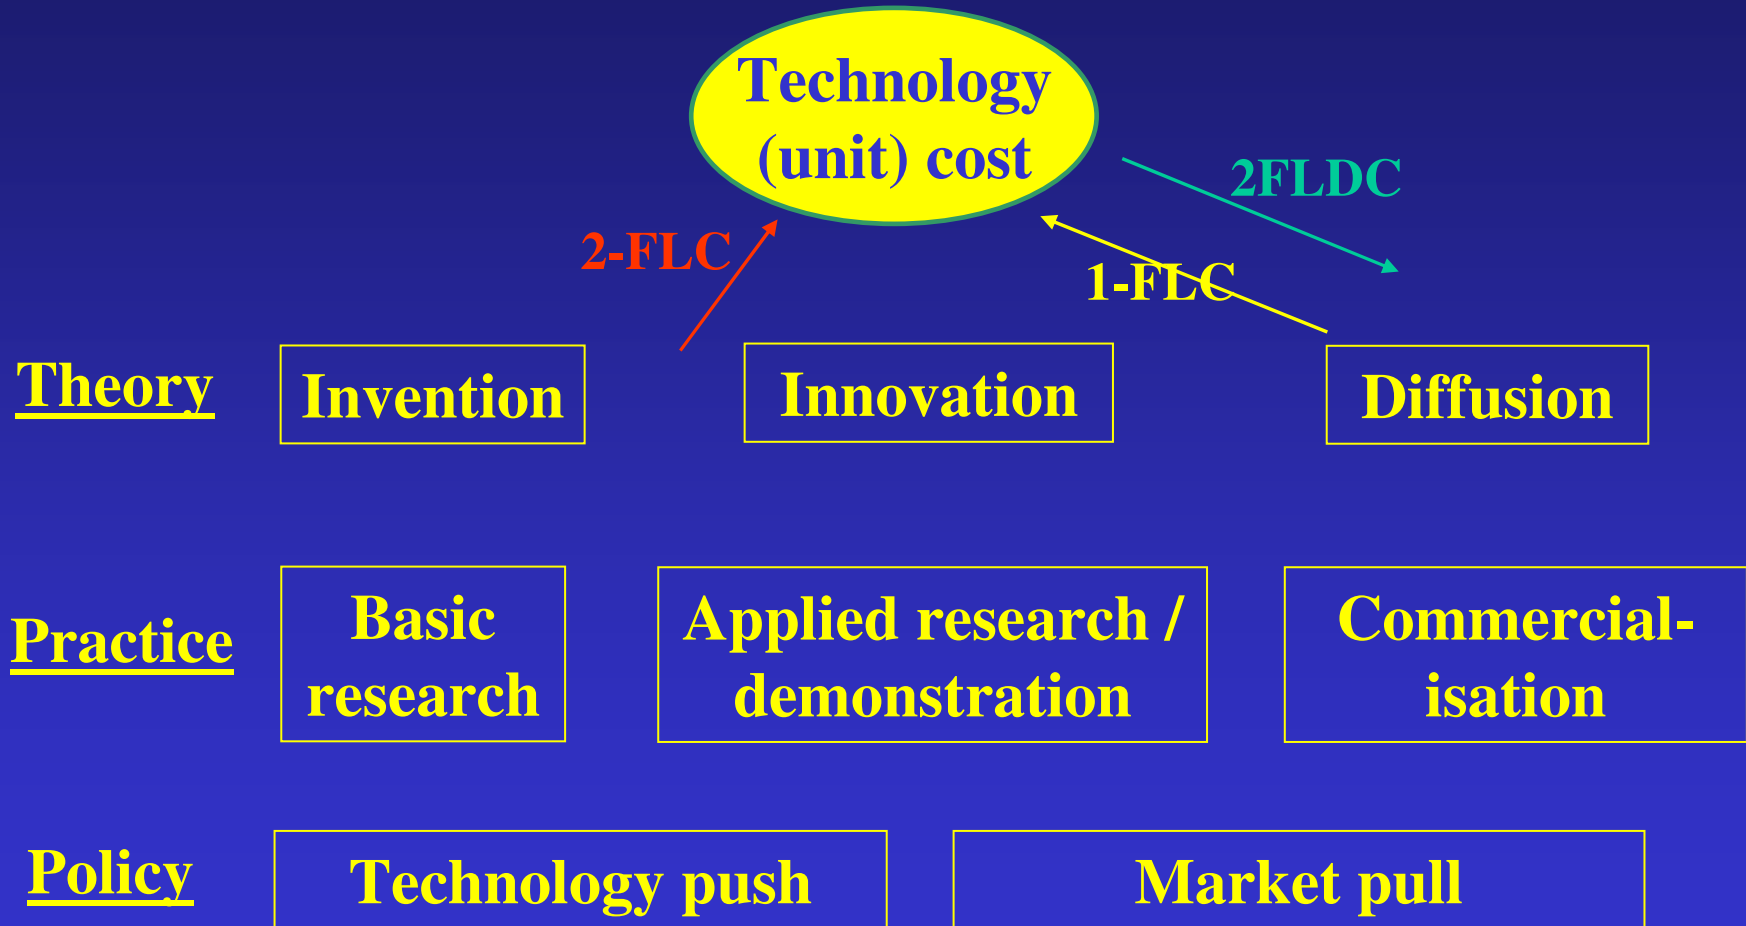 Technology
(unit) cost
2FLDC
2-FLC
1-FLC
Theory
Invention
Innovation
Diffusion
Practice
Basic
research
Applied research /
demonstration
Commercial-
isation
Policy
Technology push
Market pull